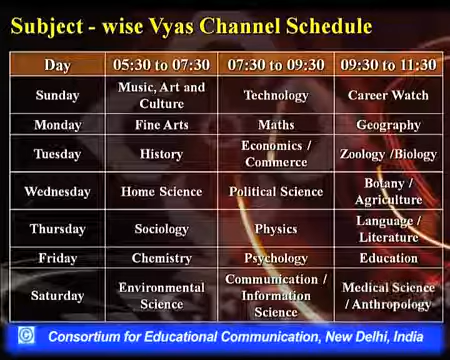 Subject - wise Vyas Channel Schedule
Day 05:30 to 07:30 07:30 to 09:30 09:30 to 11:30
Sunday Music, Art and Culture Technology Career Watch
Monday Fine Arts Maths Geography
Tuesday History Economics / Commerce Zoology /Biology
Wednesday Home Science Political Science Botany / Agriculture
Thursday Sociology Physics Language / Literature
Friday Chemistry Psychology Education
Saturday Environmental Science Communication / Information Science Medical Science / Anthropology
© Consortium for Educational Communication, New Delhi, India